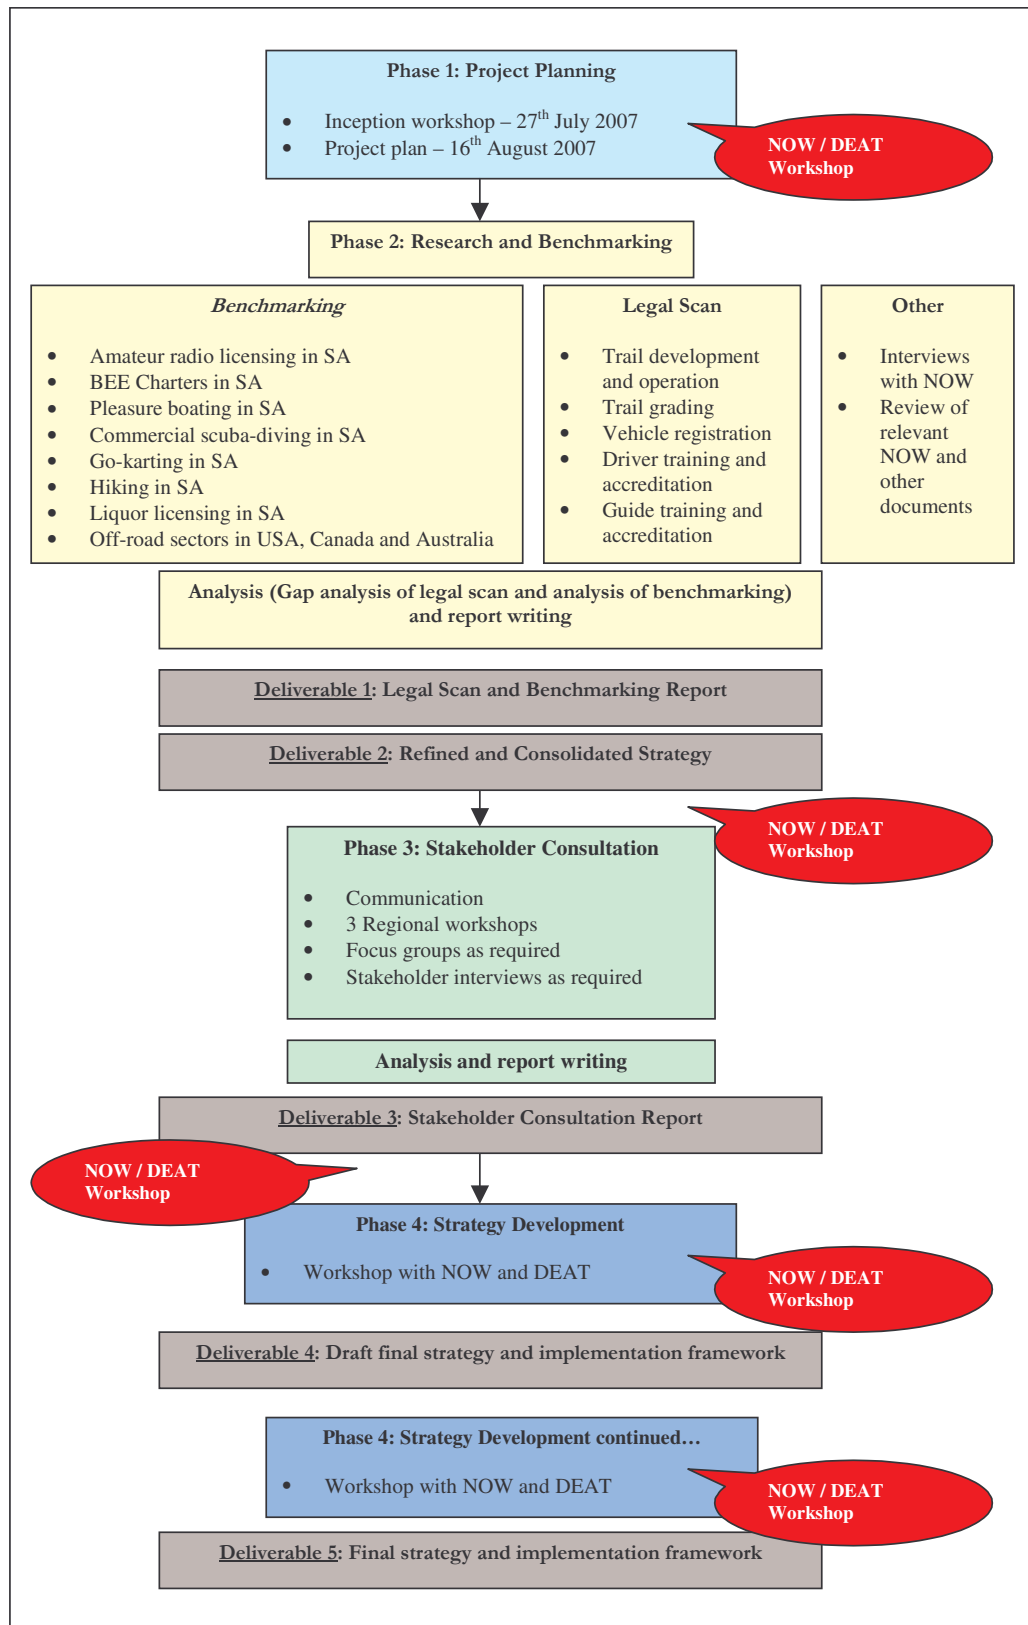 Phase 1: Project Planning
• Inception workshop – 27th July 2007
• Project plan – 16th August 2007
NOW / DEAT
Workshop
Phase 2: Research and Benchmarking
Benchmarking
• Amateur radio licensing in SA
• BEE Charters in SA
• Pleasure boating in SA
• Commercial scuba-diving in SA
• Go-karting in SA
• Hiking in SA
• Liquor licensing in SA
• Off-road sectors in USA, Canada and Australia
Legal Scan
• Trail development
and operation
• Trail grading
• Vehicle registration
• Driver training and
accreditation
• Guide training and
accreditation
Other
• Interviews
with NOW
• Review of
relevant
NOW and
other
documents
Analysis (Gap analysis of legal scan and analysis of benchmarking)
and report writing
Deliverable 1: Legal Scan and Benchmarking Report
Deliverable 2: Refined and Consolidated Strategy
NOW / DEAT
Workshop
Phase 3: Stakeholder Consultation
• Communication
• 3 Regional workshops
• Focus groups as required
• Stakeholder interviews as required
Analysis and report writing
Deliverable 3: Stakeholder Consultation Report
NOW / DEAT
Workshop
Phase 4: Strategy Development
• Workshop with NOW and DEAT
NOW / DEAT
Workshop
Deliverable 4: Draft final strategy and implementation framework
Phase 4: Strategy Development continued…
• Workshop with NOW and DEAT
NOW / DEAT
Workshop
Deliverable 5: Final strategy and implementation framework